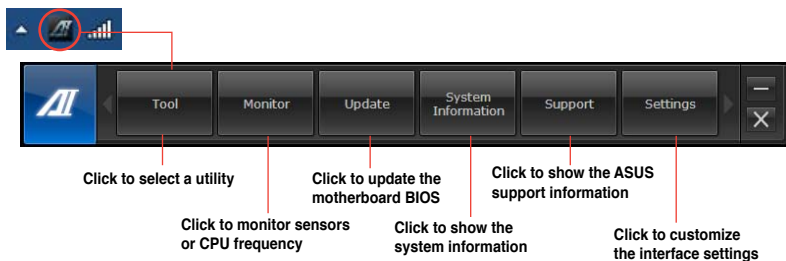 Tool
Monitor
Update
System
Information
Support
Settings
Click to select a utility
Click to update the
motherboard BIOS
Click to show the ASUS
support information
Click to monitor sensors
or CPU frequency
Click to show the
system information
Click to customize
the interface settings